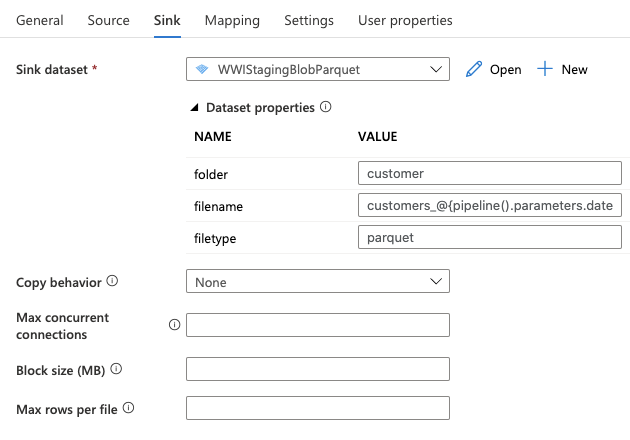 General Source Sink Mapping Settings User properties
Sink dataset * WWIStagingBlobParquet Open New
Dataset properties
NAME VALUE
folder customer
filename customers_@{pipeline().parameters.date
filetype parquet
Copy behavior None
Max concurrent
connections
Block size (MB)
Max rows per file